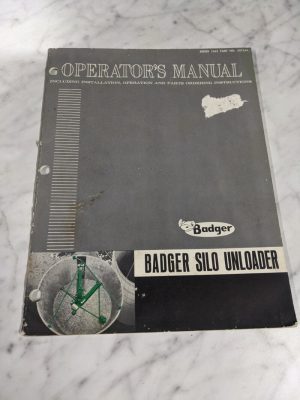 OPERATOR'S MANUAL
INCLUDING INSTALLATION, OPERATION AND PARTS ORDERING INSTRUCTIONS
Badger
BADGER SILO UNLOADER